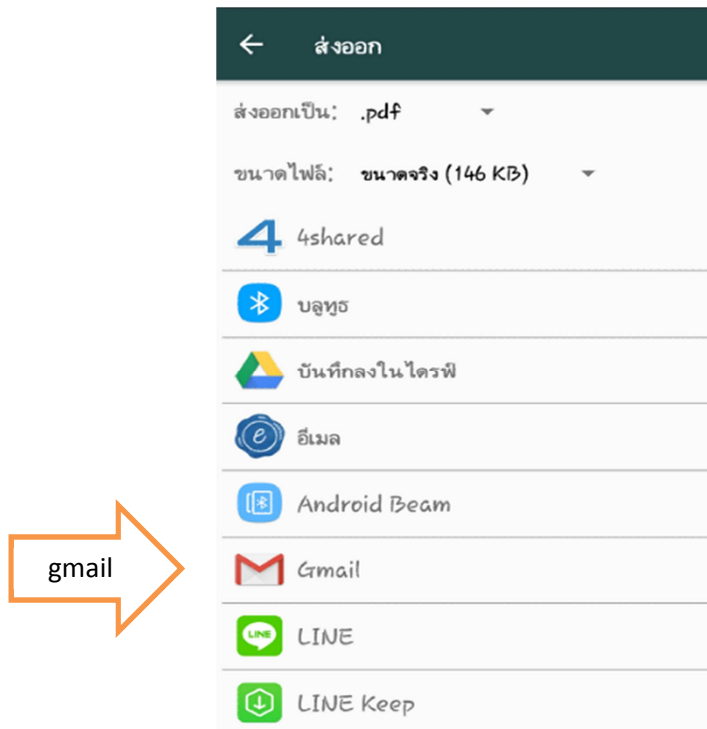 ส่งออก
ส่งออกเป็น: .pdf
ขนาดไฟล์: ขนาดจริง (146 KB)
4 4shared
บลูทูธ
บันทึกลงในไดรฟ์
e อีเมล
Android Beam
gmail
Gmail
LINE LINE
LINE Keep